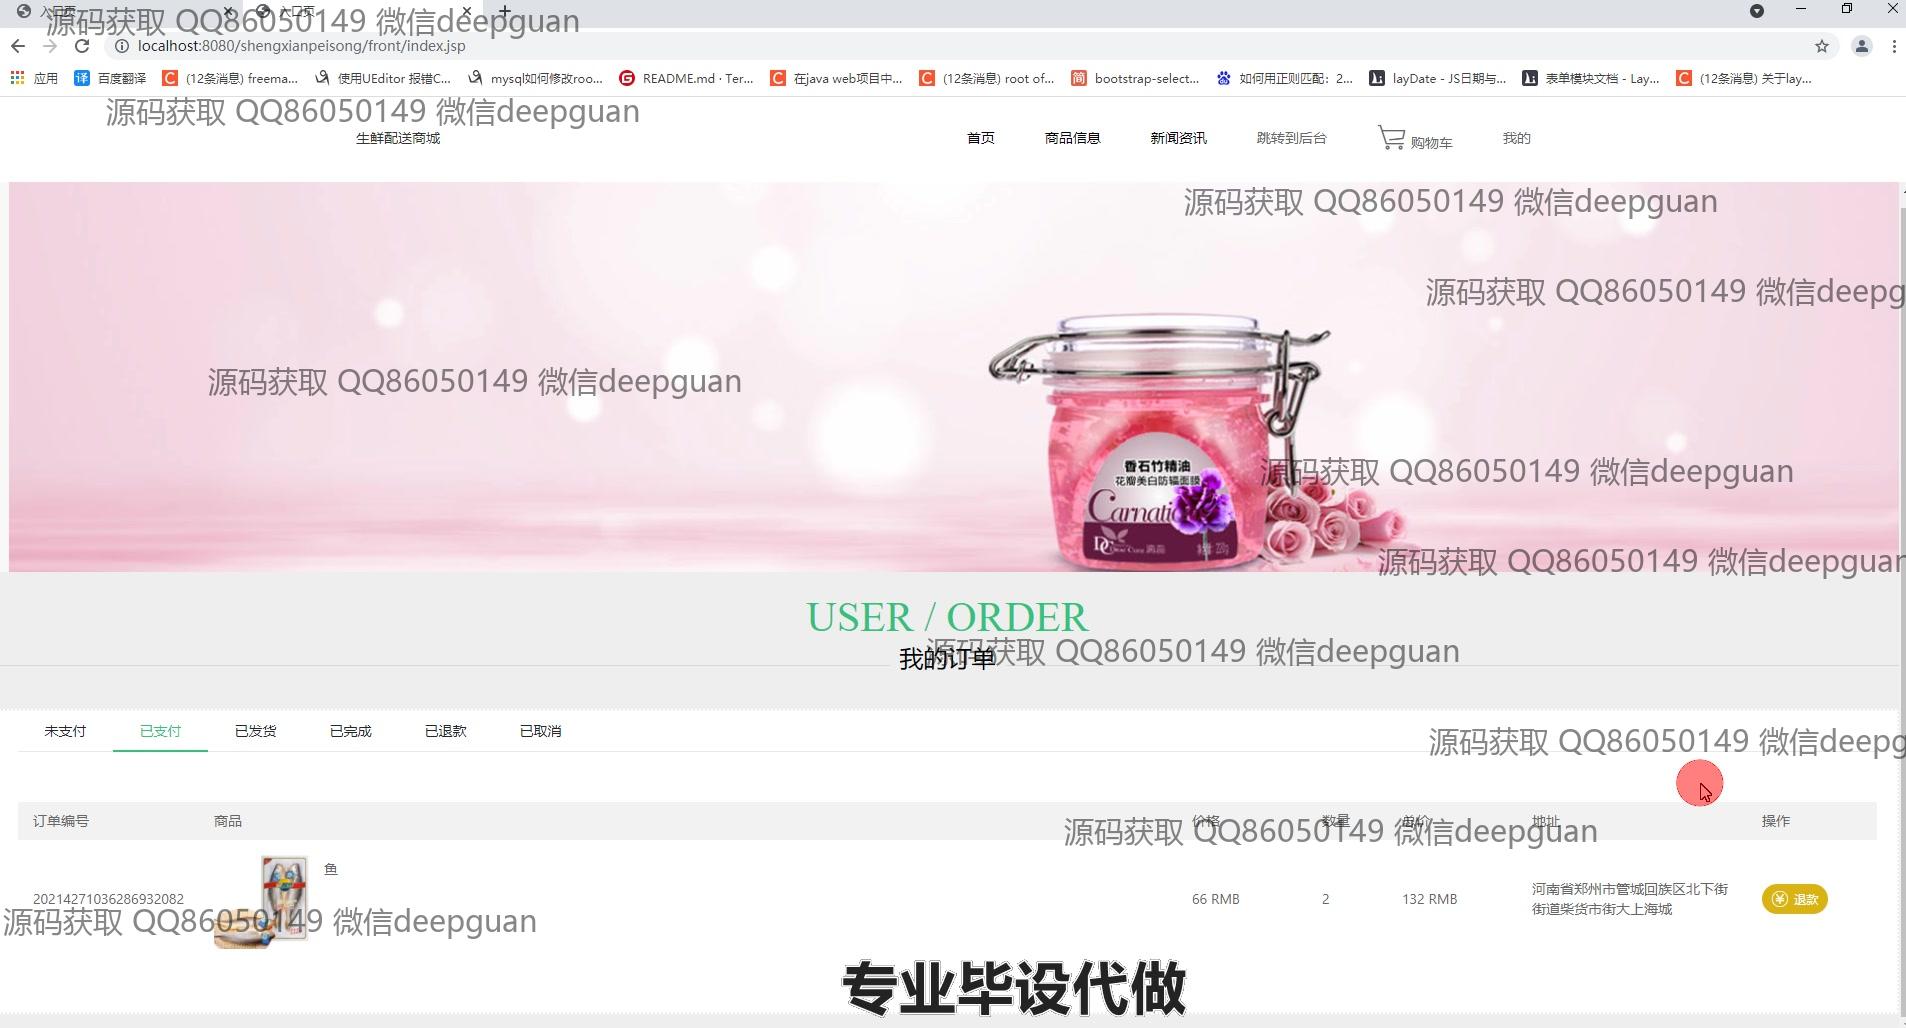 入口页
入口页
源码获取 QQ86050149 微信deepguan
localhost:8080/shengxianpeisong/front/index.jsp
应用
百度翻译
(12条消息) freema...
使用UEditor 报错C...
mysql如何修改roo...
README.md · Ter...
在java web项目中...
(12条消息) root of...
bootstrap-select...
如何用正则匹配：2...
layDate - JS日期与...
表单模块文档 - Lay...
(12条消息) 关于lay...
源码获取 QQ86050149 微信deepguan
生鲜配送商城
首页
商品信息
新闻资讯
跳转到后台
购物车
我的
源码获取 QQ86050149 微信deepguan
源码获取 QQ86050149 微信deepg
源码获取 QQ86050149 微信deepguan
香石竹精油
花瓣美白防辐面膜
源码获取 QQ86050149 微信deepguan
源码获取 QQ86050149 微信deepguan
USER / ORDER
我的订单
源码获取 QQ86050149 微信deepguan
未支付
已支付
已发货
已完成
已退款
已取消
源码获取 QQ86050149 微信deepg
订单编号
商品
价格
数量
总价
地址
操作
源码获取 QQ86050149 微信deepguan
20214271036286932082
鱼
66 RMB
2
132 RMB
河南省郑州市管城回族区北下街
街道柴货市街大上海城
退款
源码获取 QQ86050149 微信deepguan
专业毕设代做